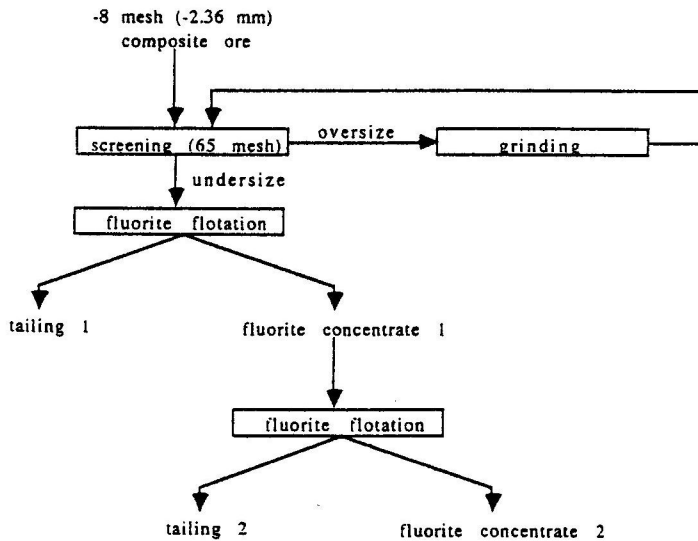 -8 mesh (-2.36 mm)
composite ore
oversize
screening (65 mesh)
grinding
undersize
fluorite flotation
tailing 1
fluorite concentrate 1
fluorite flotation
tailing 2
fluorite concentrate 2